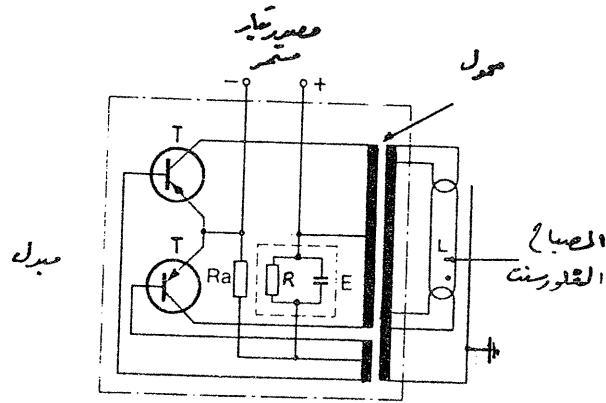 مصدر تيار
مستمر
محول
− +
T
T
مبدل
Ra
R
E
L
المصباح
الفلورسنت